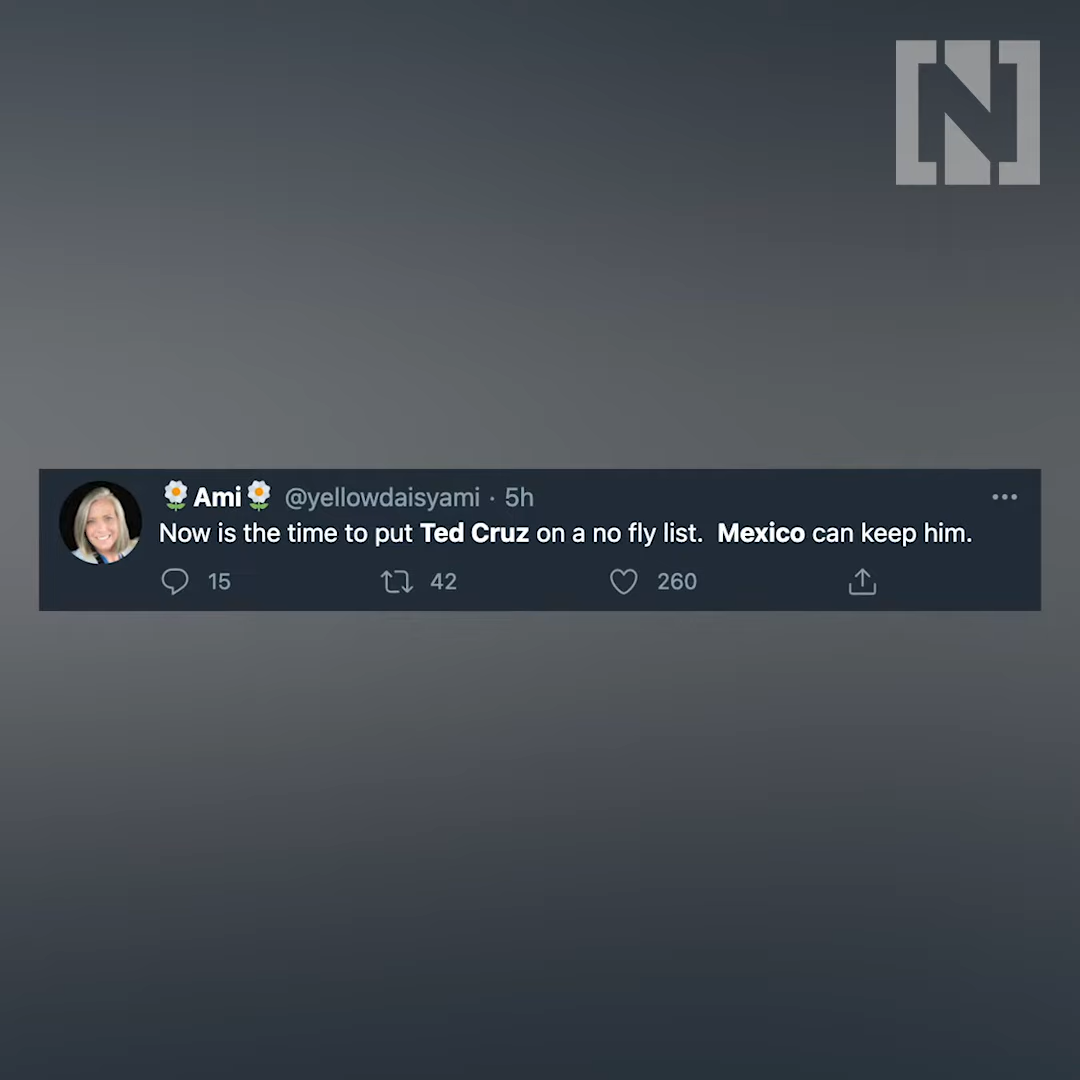 [N]
🌼Ami🌼 @yellowdaisyami · 5h
Now is the time to put Ted Cruz on a no fly list.  Mexico can keep him.
15 42 260